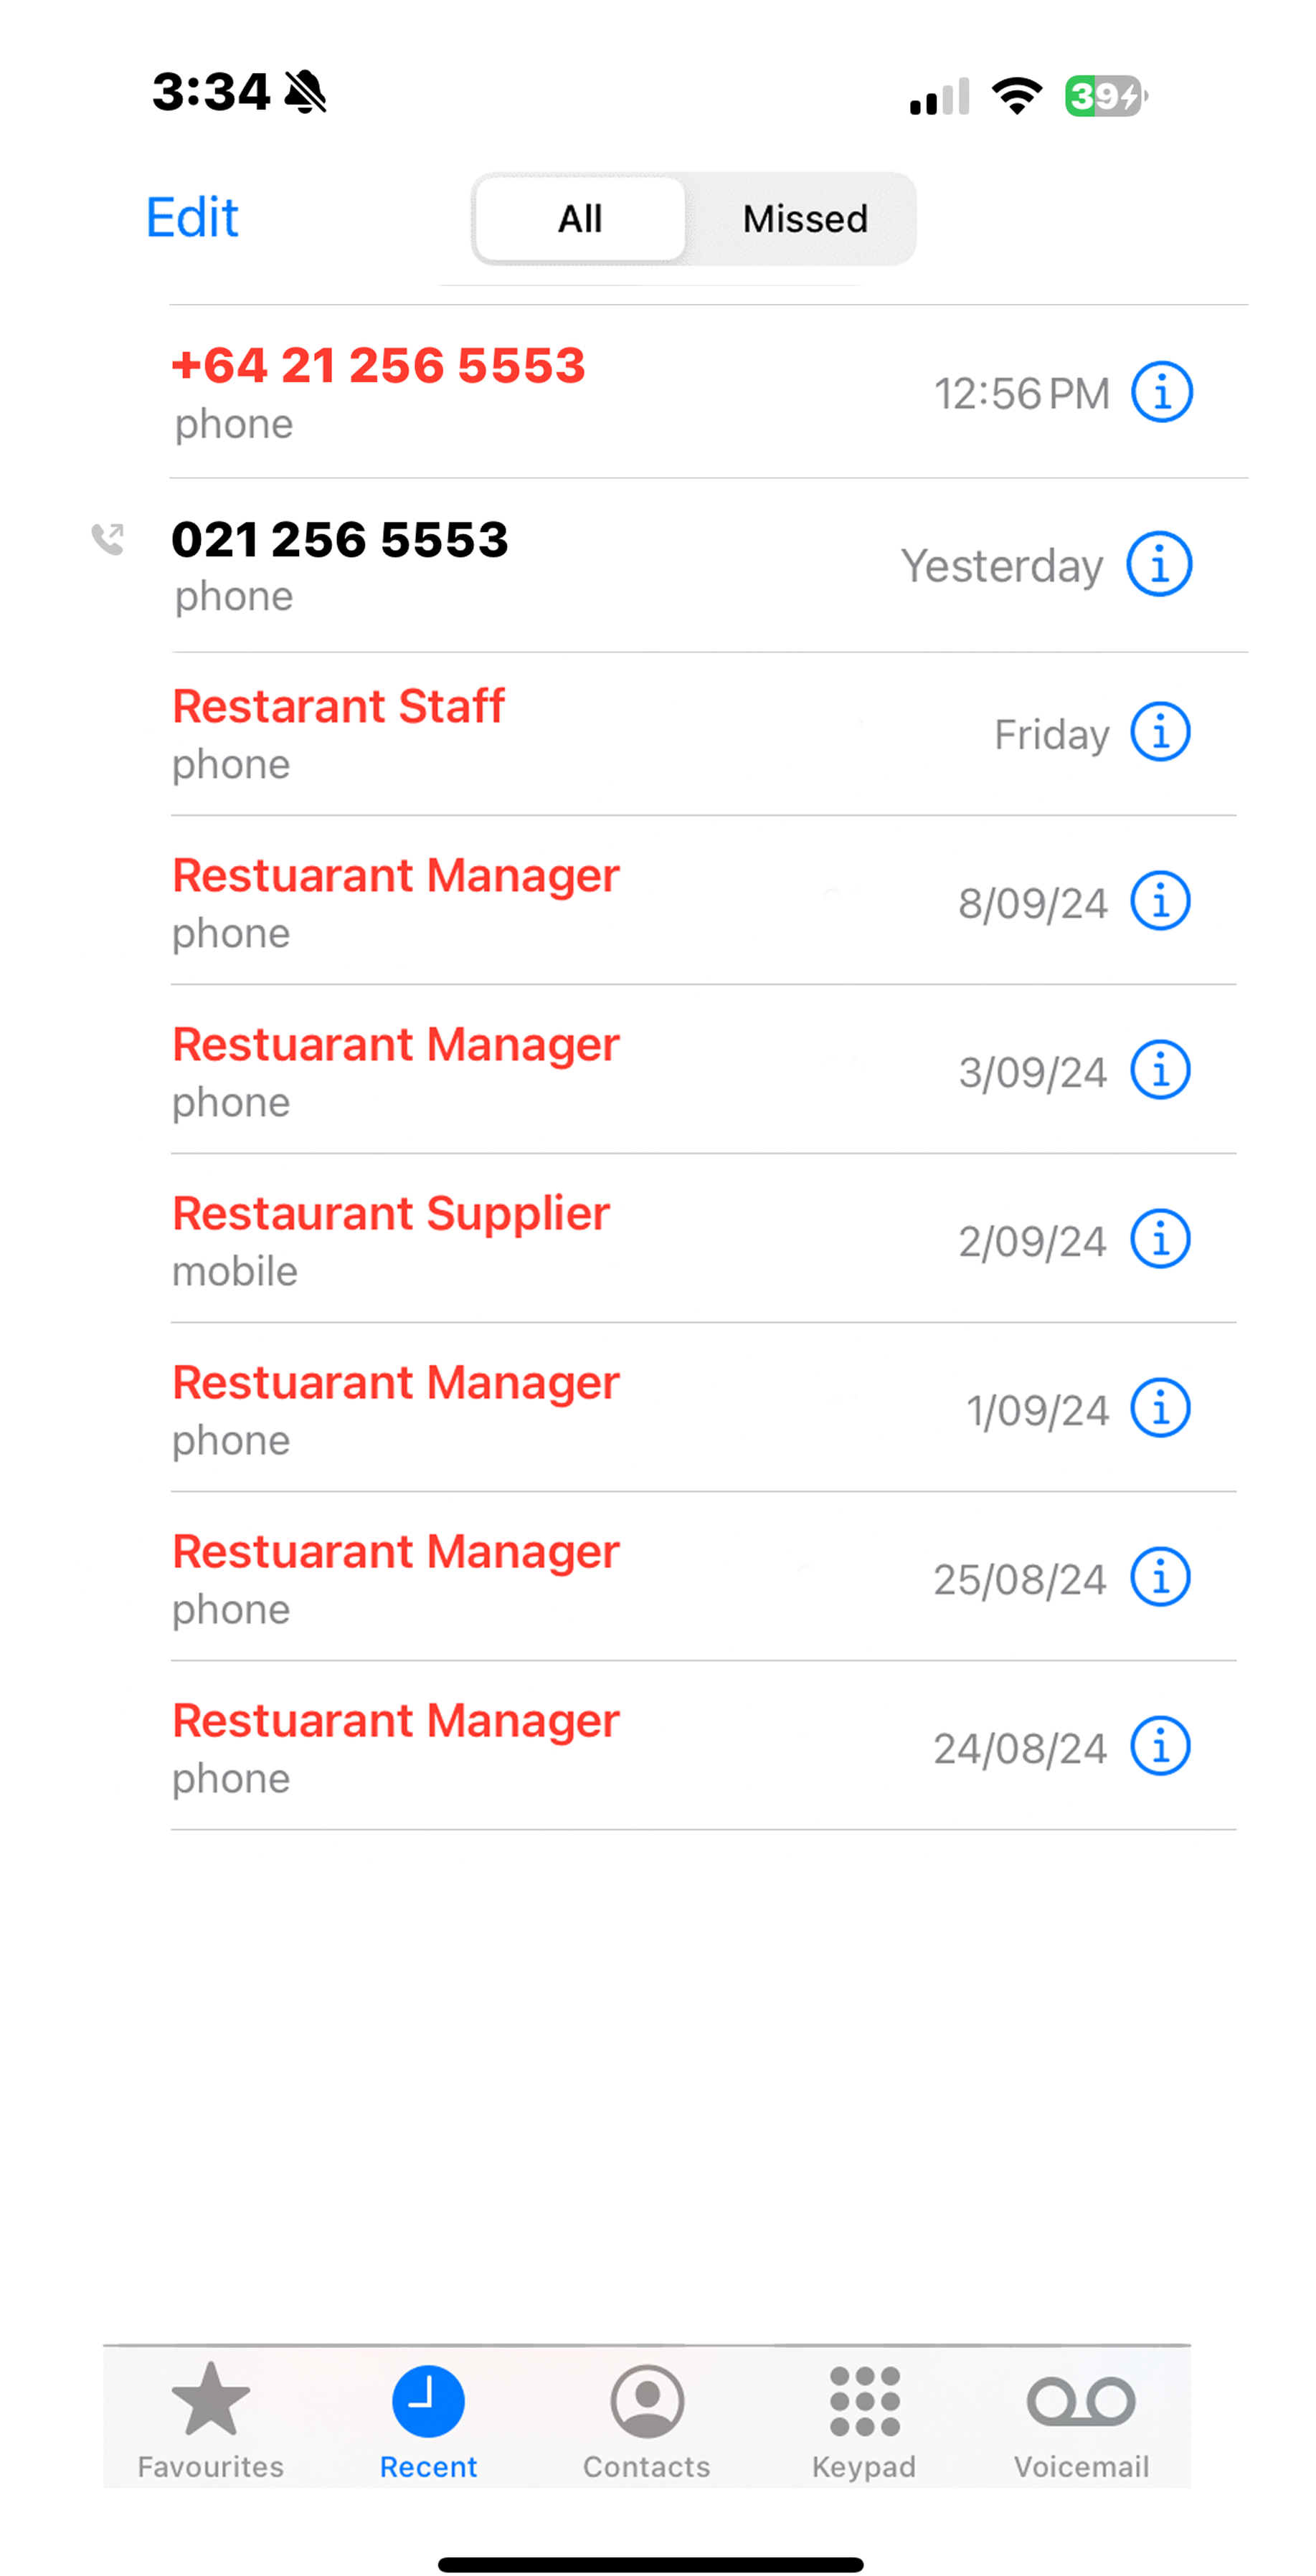 3:34
39
Edit
All
Missed
+64 21 256 5553
phone
12:56 PM
021 256 5553
phone
Yesterday
Restarant Staff
phone
Friday
Restuarant Manager
phone
8/09/24
Restuarant Manager
phone
3/09/24
Restaurant Supplier
mobile
2/09/24
Restuarant Manager
phone
1/09/24
Restuarant Manager
phone
25/08/24
Restuarant Manager
phone
24/08/24
Favourites
Recent
Contacts
Keypad
Voicemail